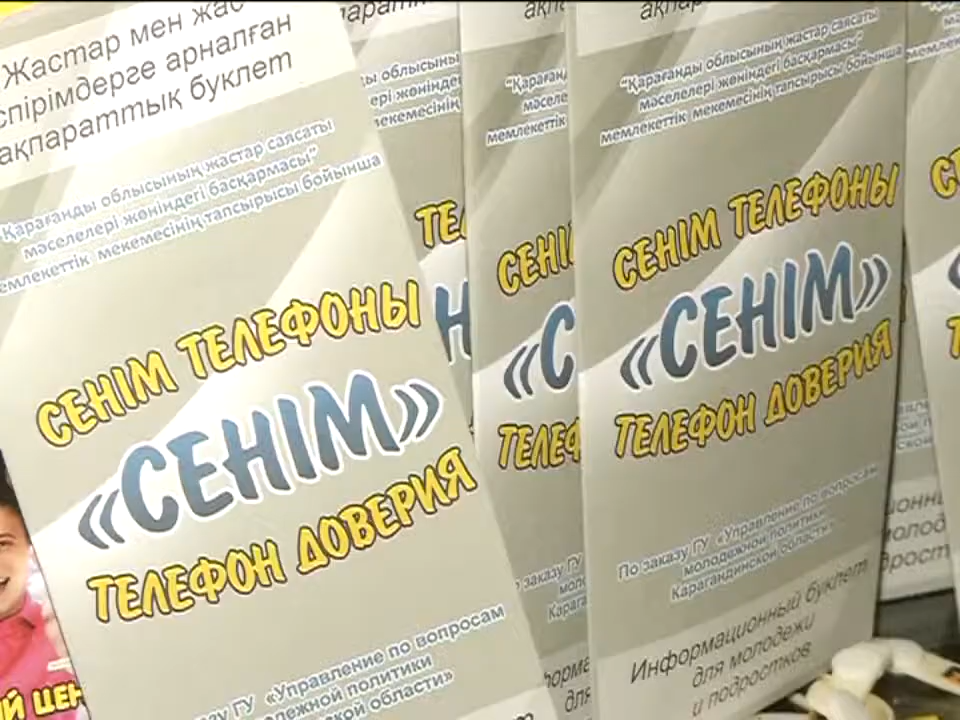 Жастар мен
арналған
ақпараттық буклет
"Қарағанды облысының жастар саясаты
мәселелері жөніндегі басқармасы"
мемлекеттік мекемесінің тапсырысы бойынша
СЕНІМ ТЕЛЕФОНЫ
«СЕНІМ»
ТЕЛЕФОН ДОВЕРИЯ
заказу ГУ «Управление по вопросам
политики
области»
"Қарағанды облысының жастар саясаты
мәселелері жөніндегі басқармасы"
мемлекеттік мекемесінің тапсырысы бойынша
СЕНІМ ТЕЛЕФОНЫ
«СЕНІМ»
ТЕЛЕФОН ДОВЕРИЯ
По заказу ГУ «Управление по вопросам
молодежной политики
Карагандинской области»
Информационный буклет
для молодежи
и подростков
СЕНІМ